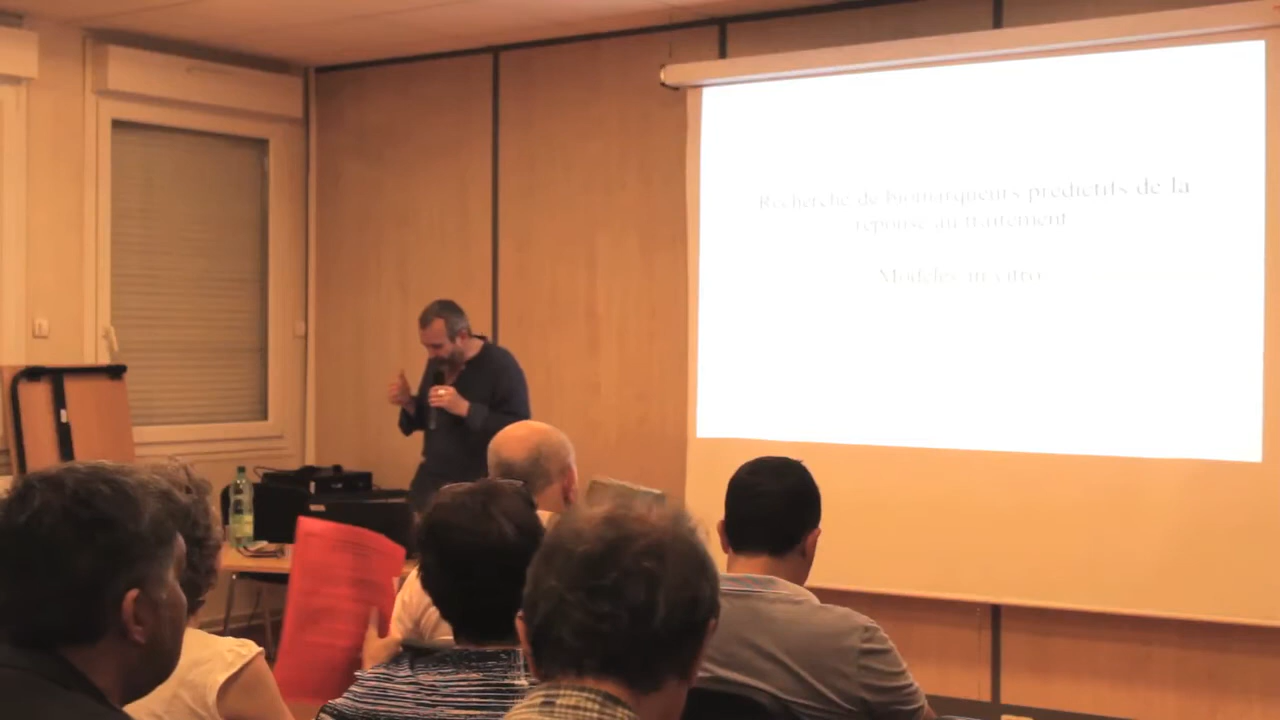 Recherche de biomarqueurs prédictifs de la
réponse au traitement
Modèles in vitro